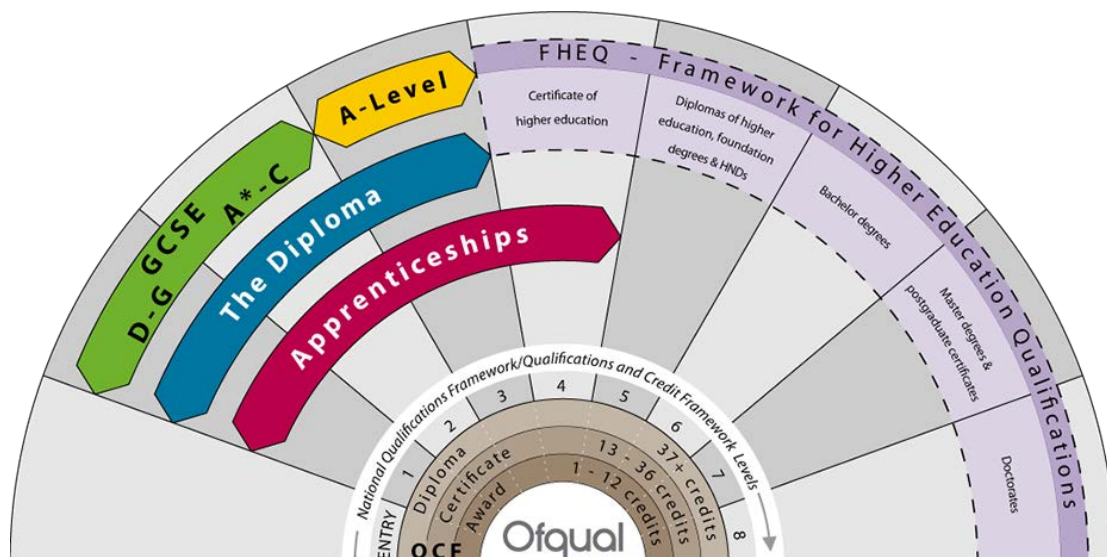 FHEQ - Framework for Higher Education Qualifications
A-Level
GCSE
D-G A*-C
The Diploma
Apprenticeships
Certificate of
higher education
Diplomas of higher
education, foundation
degrees & HNDs
Bachelor degrees
Master degrees &
postgraduate certificates
Doctorates
National Qualifications Framework/Qualifications and Credit Framework Levels
ENTRY
1
2
3
4
5
6
7
8
Diploma 37+ credits
Certificate 13 - 36 credits
Award 1 - 12 credits
QCF
Ofqual